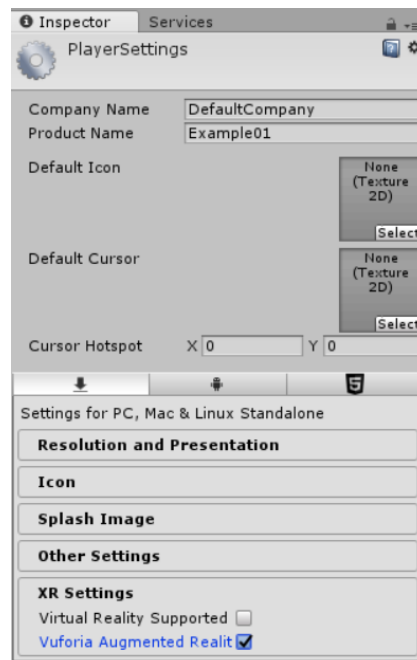 Inspector Services
PlayerSettings
Company Name DefaultCompany
Product Name Example01
Default Icon None
(Texture
2D)
Select
Default Cursor None
(Texture
2D)
Select
Cursor Hotspot X 0 Y 0
Settings for PC, Mac & Linux Standalone
Resolution and Presentation
Icon
Splash Image
Other Settings
XR Settings
Virtual Reality Supported
Vuforia Augmented Realit